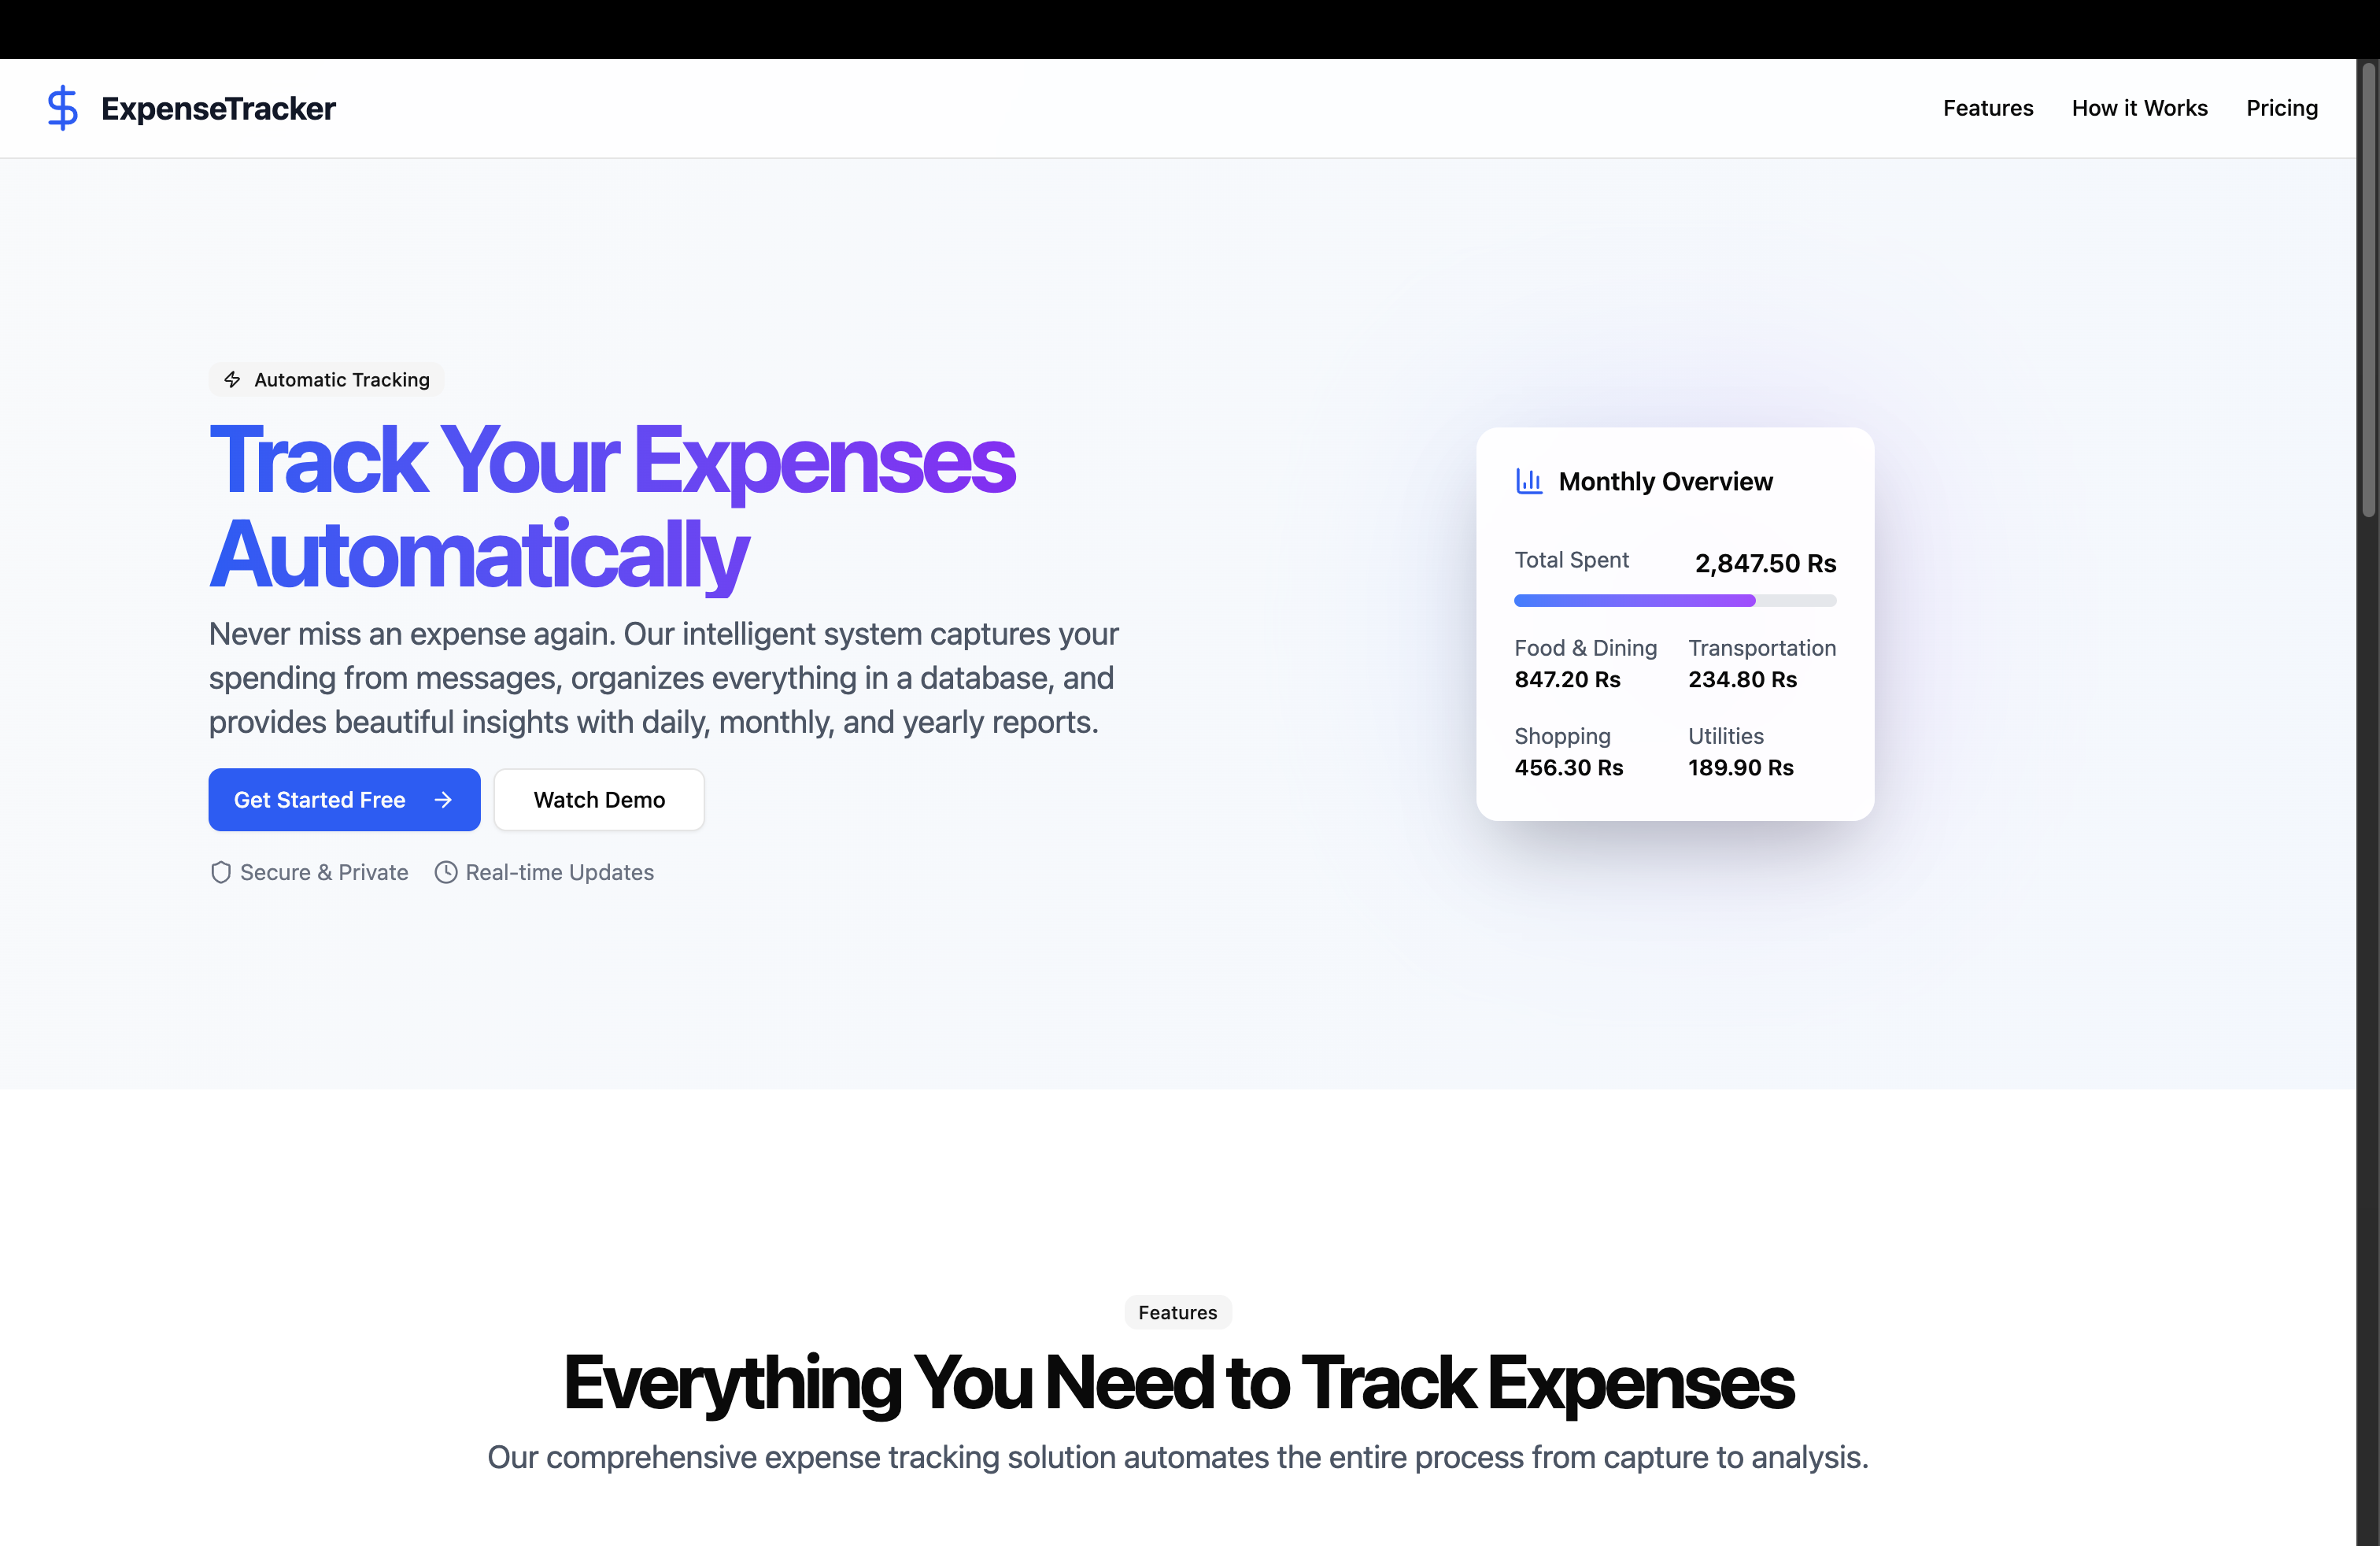 ExpenseTracker
Features
How it Works
Pricing
Automatic Tracking
Track Your Expenses
Automatically
Never miss an expense again. Our intelligent system captures your
spending from messages, organizes everything in a database, and
provides beautiful insights with daily, monthly, and yearly reports.
Get Started Free
Watch Demo
Secure & Private
Real-time Updates
Monthly Overview
Total Spent 2,847.50 Rs
Food & Dining
847.20 Rs
Transportation
234.80 Rs
Shopping
456.30 Rs
Utilities
189.90 Rs
Features
Everything You Need to Track Expenses
Our comprehensive expense tracking solution automates the entire process from capture to analysis.